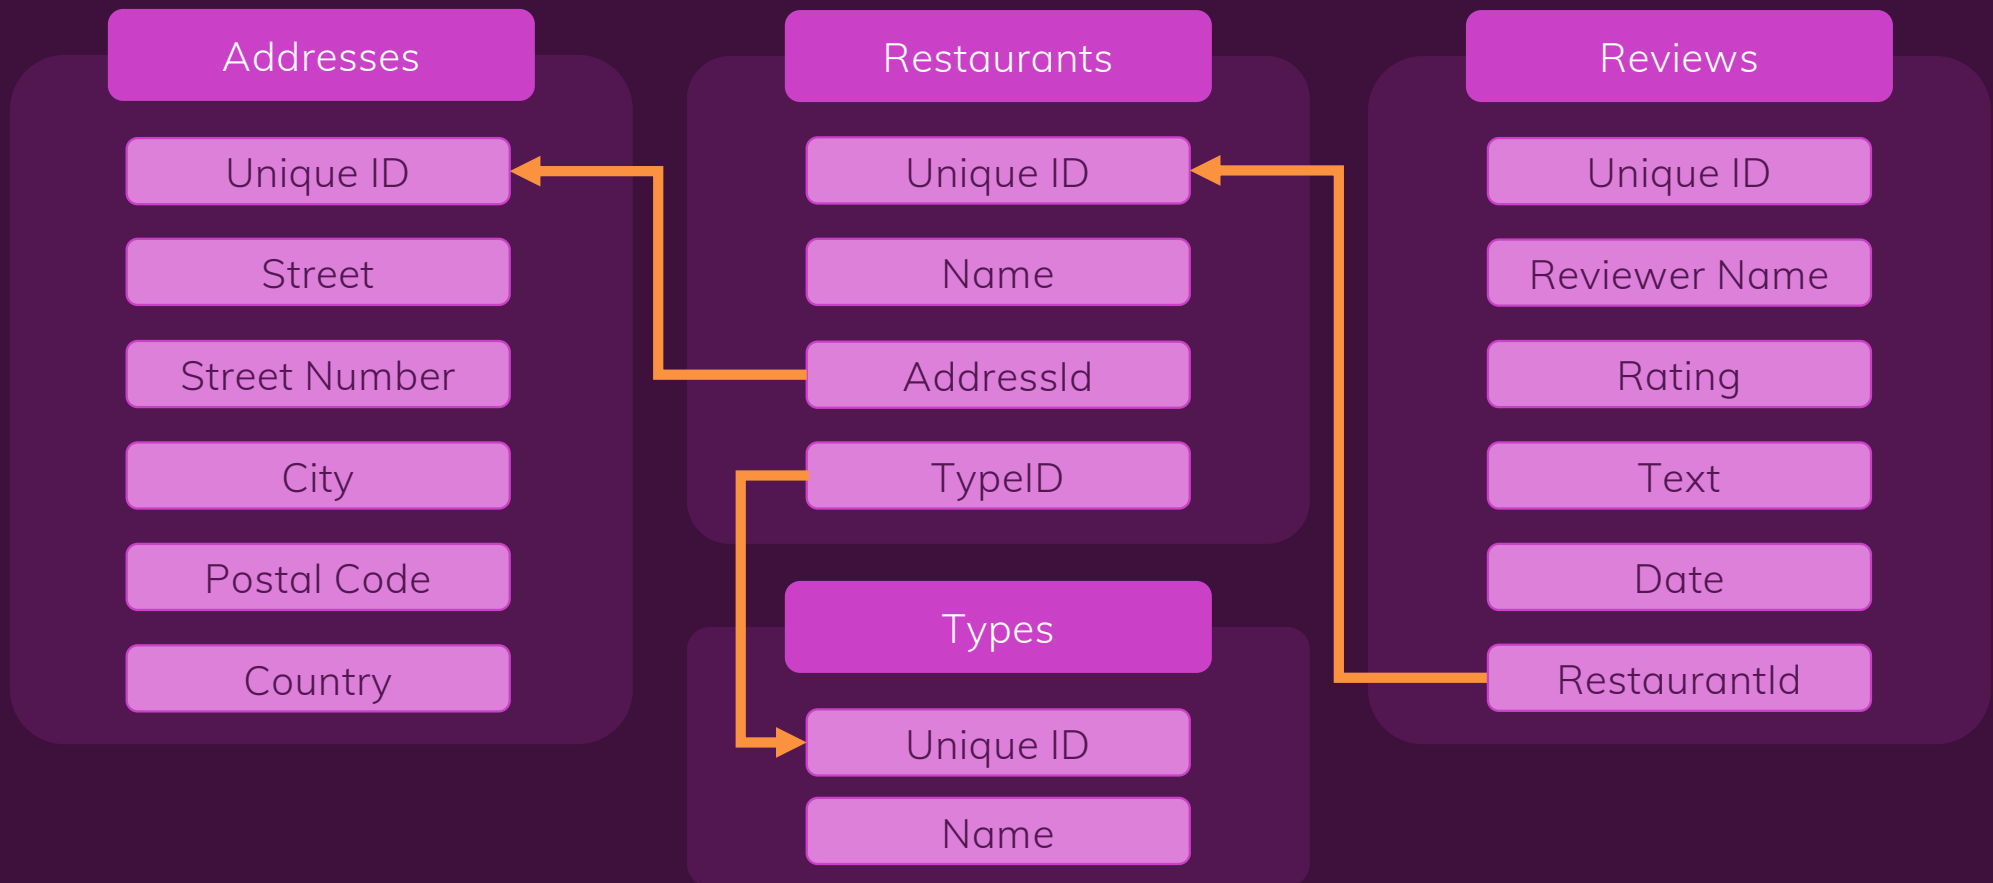 Addresses
Unique ID
Street
Street Number
City
Postal Code
Country
Restaurants
Unique ID
Name
AddressId
TypeID
Types
Unique ID
Name
Reviews
Unique ID
Reviewer Name
Rating
Text
Date
RestaurantId